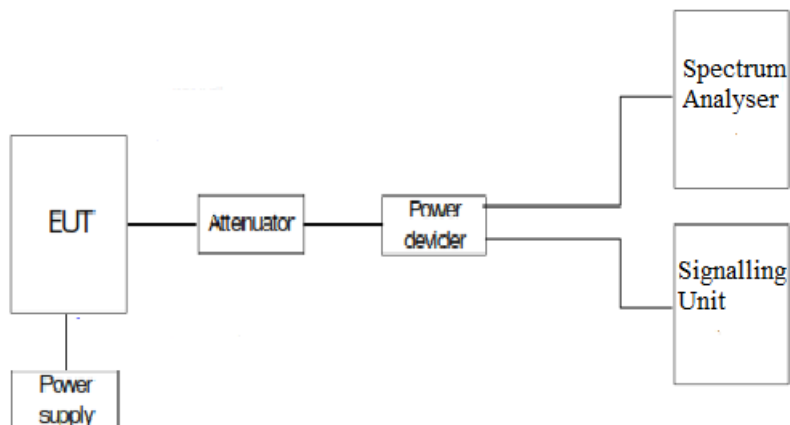 Spectrum
Analyser
EUT
Attenuator
Power
devider
Signalling
Unit
Power
supply